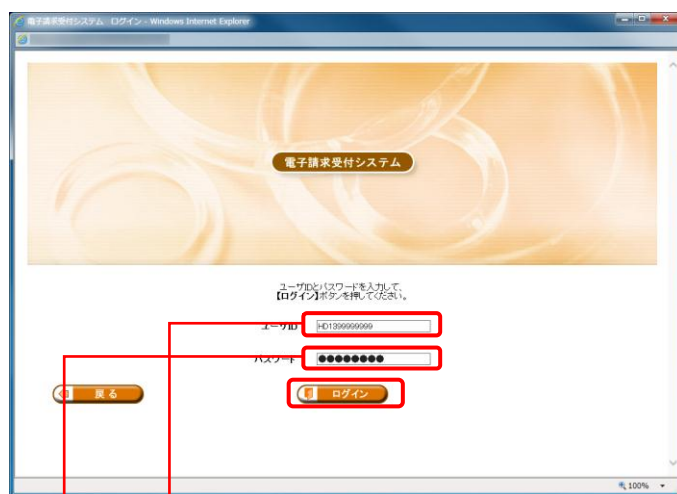 電子請求受付システム ログイン - Windows Internet Explorer
電子請求受付システム
ユーザIDとパスワードを入力して、
【ログイン】ボタンを押してください。
ユーザID HD1399999999
パスワード ●●●●●●●●
戻る ログイン
100%